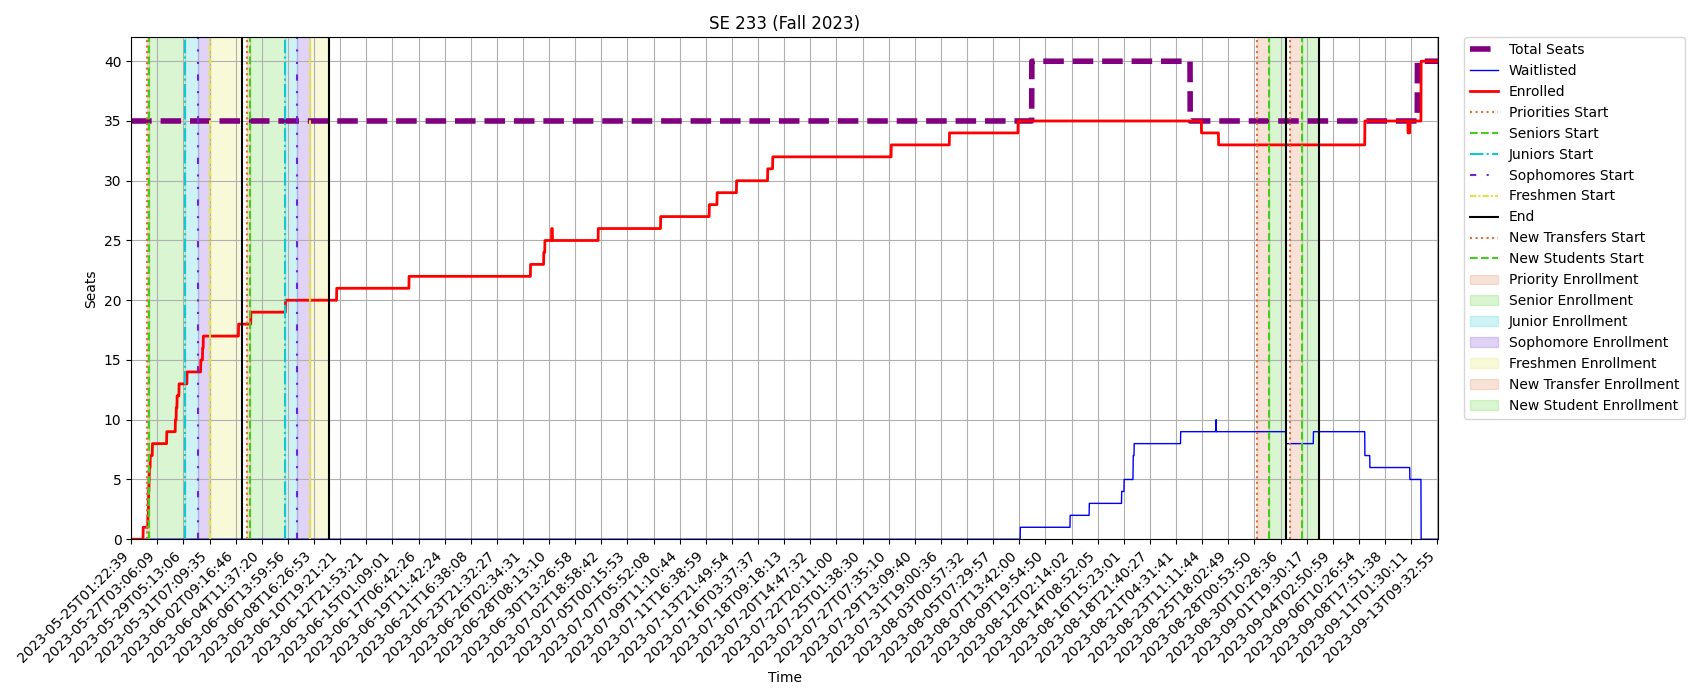 SE 233 (Fall 2023)
Seats
40
35
30
25
20
15
10
5
0
2023-05-25T01:22:39
2023-05-27T03:06:09
2023-05-29T05:13:06
2023-05-31T07:09:35
2023-06-02T09:16:46
2023-06-04T11:37:20
2023-06-06T13:59:56
2023-06-08T16:26:53
2023-06-10T19:21:21
2023-06-12T21:53:21
2023-06-15T01:09:01
2023-06-17T06:42:26
2023-06-19T11:42:24
2023-06-21T16:38:08
2023-06-23T21:32:27
2023-06-26T02:34:31
2023-06-28T08:13:10
2023-06-30T13:26:58
2023-07-02T18:58:42
2023-07-05T00:15:53
2023-07-07T05:52:08
2023-07-09T11:10:44
2023-07-11T16:38:59
2023-07-13T21:49:54
2023-07-16T03:37:37
2023-07-18T09:18:13
2023-07-20T14:47:32
2023-07-22T20:11:00
2023-07-25T01:38:30
2023-07-27T07:35:10
2023-07-29T13:09:40
2023-07-31T19:00:36
2023-08-03T00:57:32
2023-08-05T07:29:57
2023-08-07T13:42:00
2023-08-09T19:54:50
2023-08-12T02:14:02
2023-08-14T08:52:05
2023-08-16T15:23:01
2023-08-18T21:40:27
2023-08-21T04:31:41
2023-08-23T11:11:44
2023-08-25T18:02:49
2023-08-28T00:53:50
2023-08-30T10:28:36
2023-09-01T19:30:17
2023-09-04T02:50:59
2023-09-06T10:26:54
2023-09-08T17:51:38
2023-09-11T01:30:11
2023-09-13T09:32:55
Time
Total Seats
Waitlisted
Enrolled
Priorities Start
Seniors Start
Juniors Start
Sophomores Start
Freshmen Start
End
New Transfers Start
New Students Start
Priority Enrollment
Senior Enrollment
Junior Enrollment
Sophomore Enrollment
Freshmen Enrollment
New Transfer Enrollment
New Student Enrollment